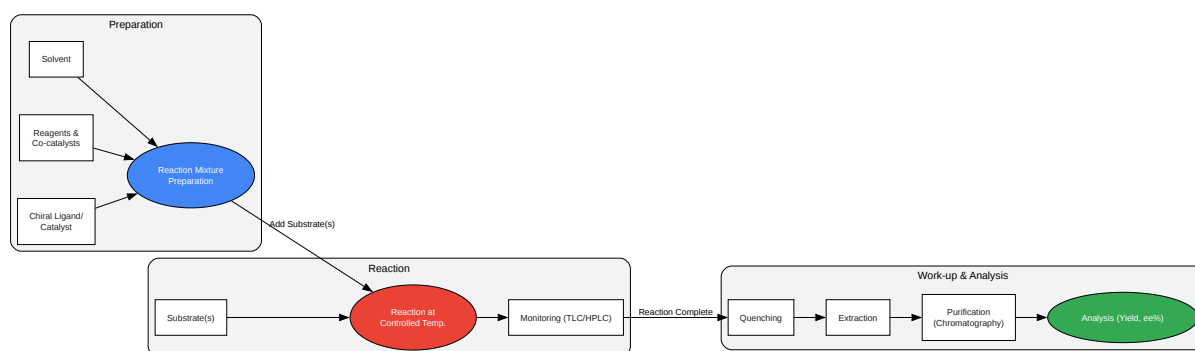 Preparation
Solvent
Reagents &
Co-catalysts
Chiral Ligand/
Catalyst
Reaction Mixture
Preparation
Add Substrate(s)
Reaction
Substrate(s)
Reaction at
Controlled Temp.
Monitoring (TLC/HPLC)
Reaction Complete
Work-up & Analysis
Quenching
Extraction
Purification
(Chromatography)
Analysis (Yield, ee%)